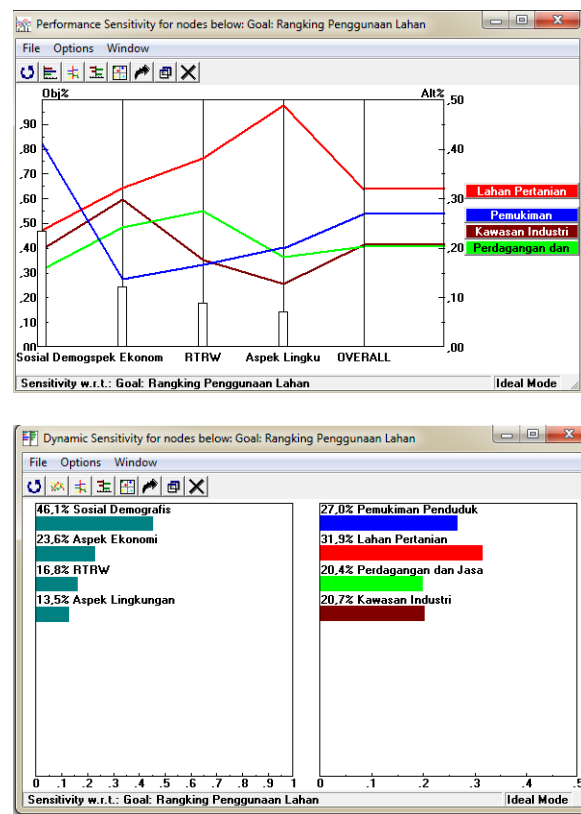 Performance Sensitivity for nodes below: Goal: Rangking Penggunaan Lahan
File Options Window
Obj% Alt%
,50
,90
,80 ,40
,70
,60 ,30
,50
,40 ,20
,30
,20 ,10
,10
,00 ,00
Lahan Pertanian
Pemukiman
Kawasan Industri
Perdagangan dan
Sosial Demogspek Ekonom RTRW Aspek Lingku OVERALL
Sensitivity w.r.t.: Goal: Rangking Penggunaan Lahan Ideal Mode
Dynamic Sensitivity for nodes below: Goal: Rangking Penggunaan Lahan
File Options Window
46,1% Sosial Demografis
23,6% Aspek Ekonomi
16,8% RTRW
13,5% Aspek Lingkungan
0 .1 .2 .3 .4 .5 .6 .7 .8 .9 1
27,0% Pemukiman Penduduk
31,9% Lahan Pertanian
20,4% Perdagangan dan Jasa
20,7% Kawasan Industri
0 .1 .2 .3 .4 .5
Sensitivity w.r.t.: Goal: Rangking Penggunaan Lahan Ideal Mode